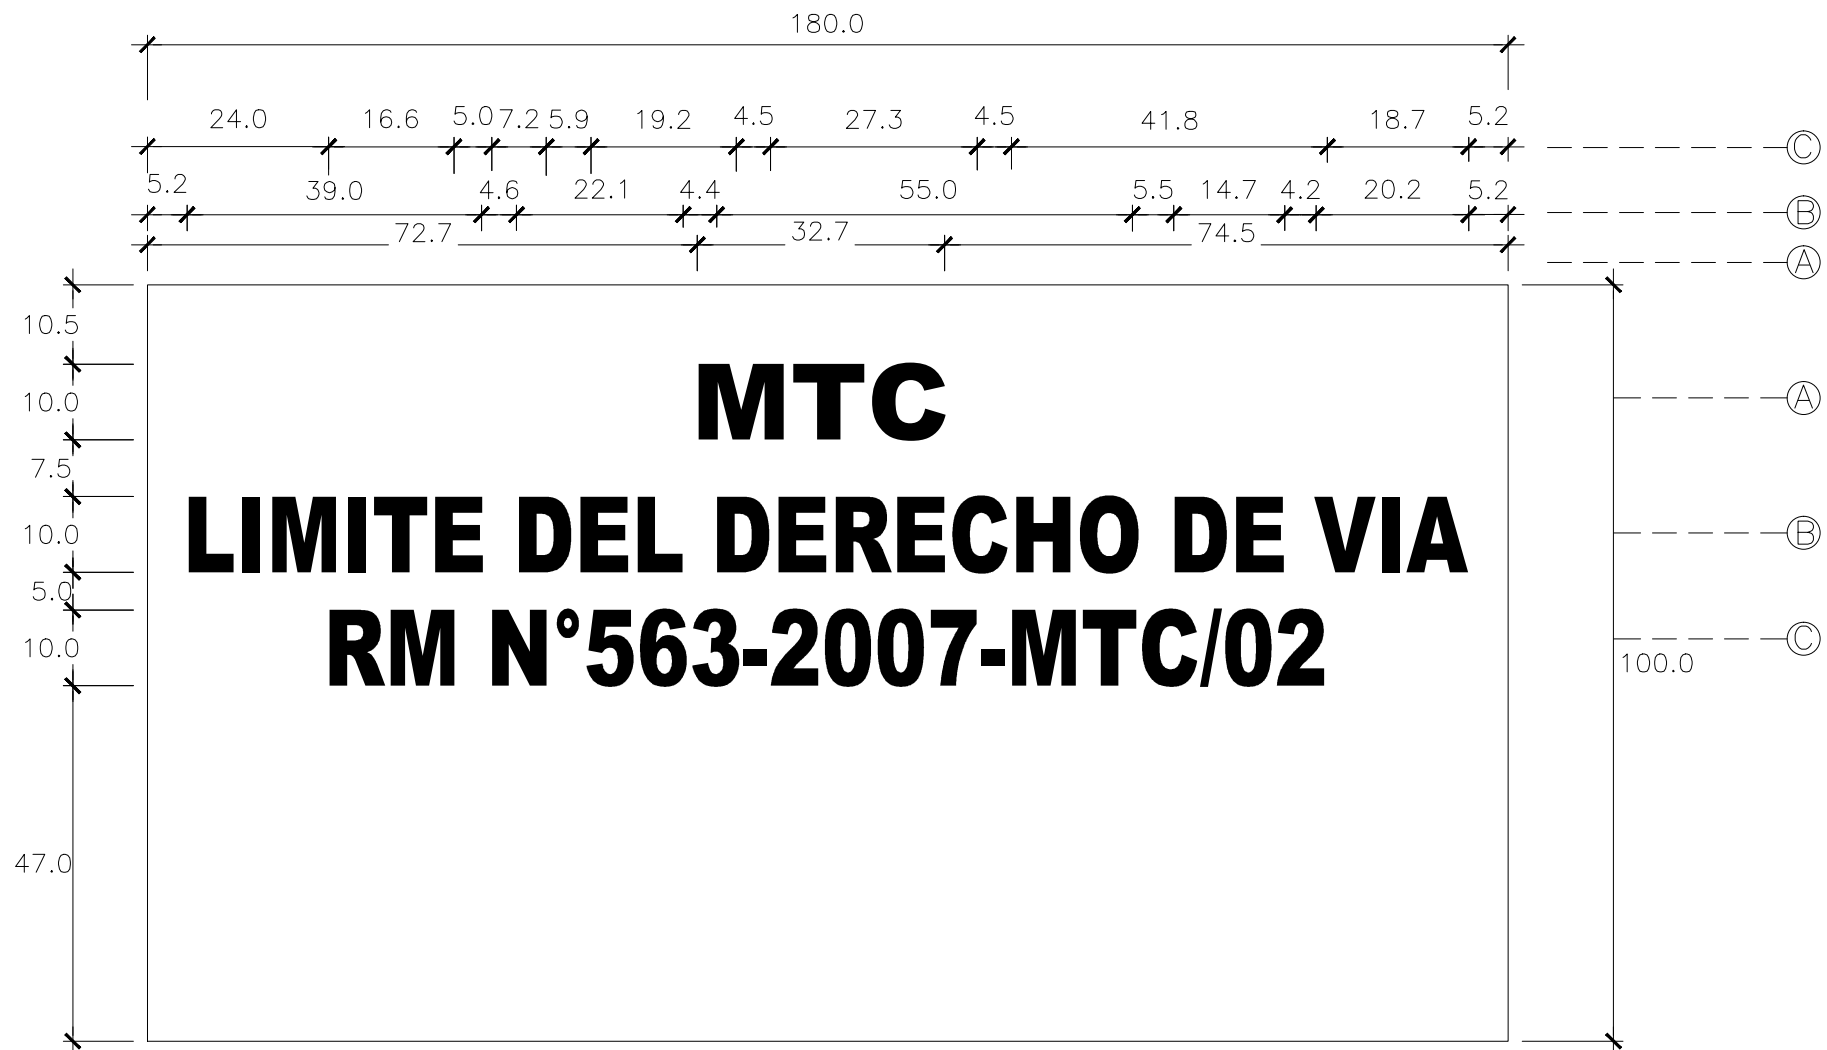 180.0
24.0 16.6 5.0 7.2 5.9 19.2 4.5 27.3 4.5 41.8 18.7 5.2
C
5.2 39.0 4.6 22.1 4.4 55.0 5.5 14.7 4.2 20.2 5.2
B
72.7 32.7 74.5
A
10.5
MTC
10.0 A
7.5
LIMITE DEL DERECHO DE VIA
10.0 B
5.0
RM N°563-2007-MTC/02
10.0 C
100.0
47.0